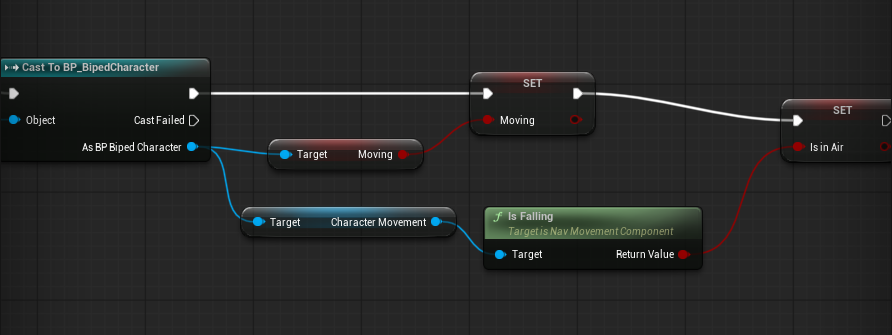 Cast To BP_BipedCharacter
Object
Cast Failed
As BP Biped Character
Target
Moving
SET
Moving
SET
Is in Air
Target
Character Movement
f Is Falling
Target is Nav Movement Component
Target
Return Value